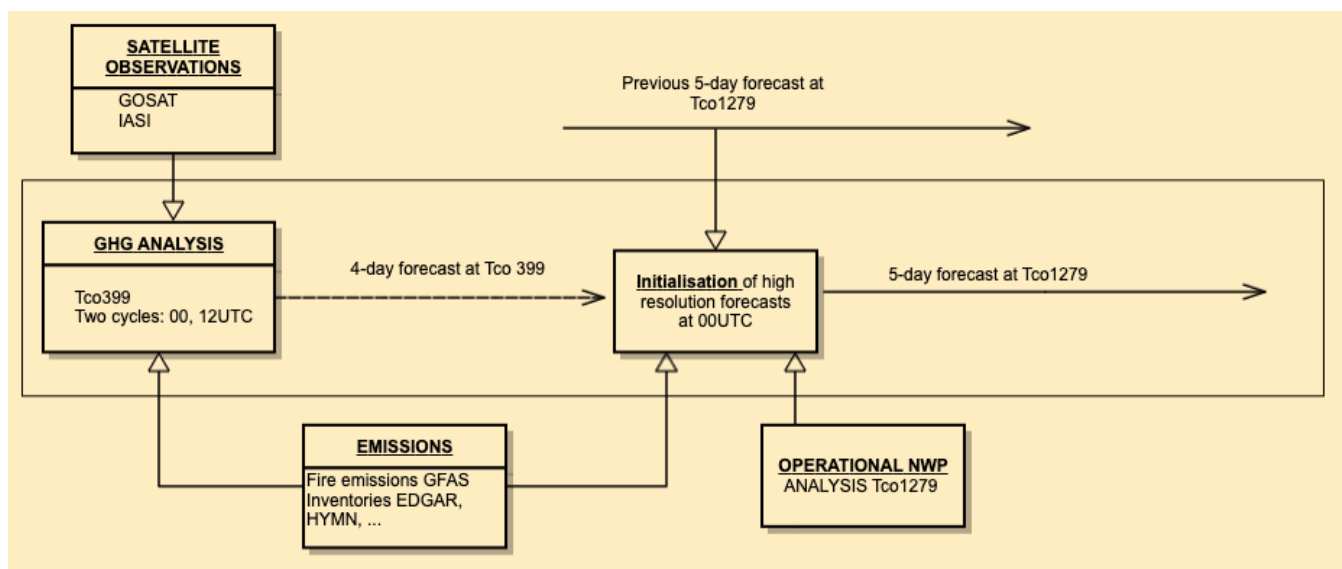 SATELLITE
OBSERVATIONS
GOSAT
IASI
Previous 5-day forecast at
Tco1279
GHG ANALYSIS
Tco399
Two cycles: 00, 12UTC
4-day forecast at Tco 399
Initialisation of high
resolution forecasts
at 00UTC
5-day forecast at Tco1279
EMISSIONS
Fire emissions GFAS
Inventories EDGAR,
HYMN, ...
OPERATIONAL NWP
ANALYSIS Tco1279